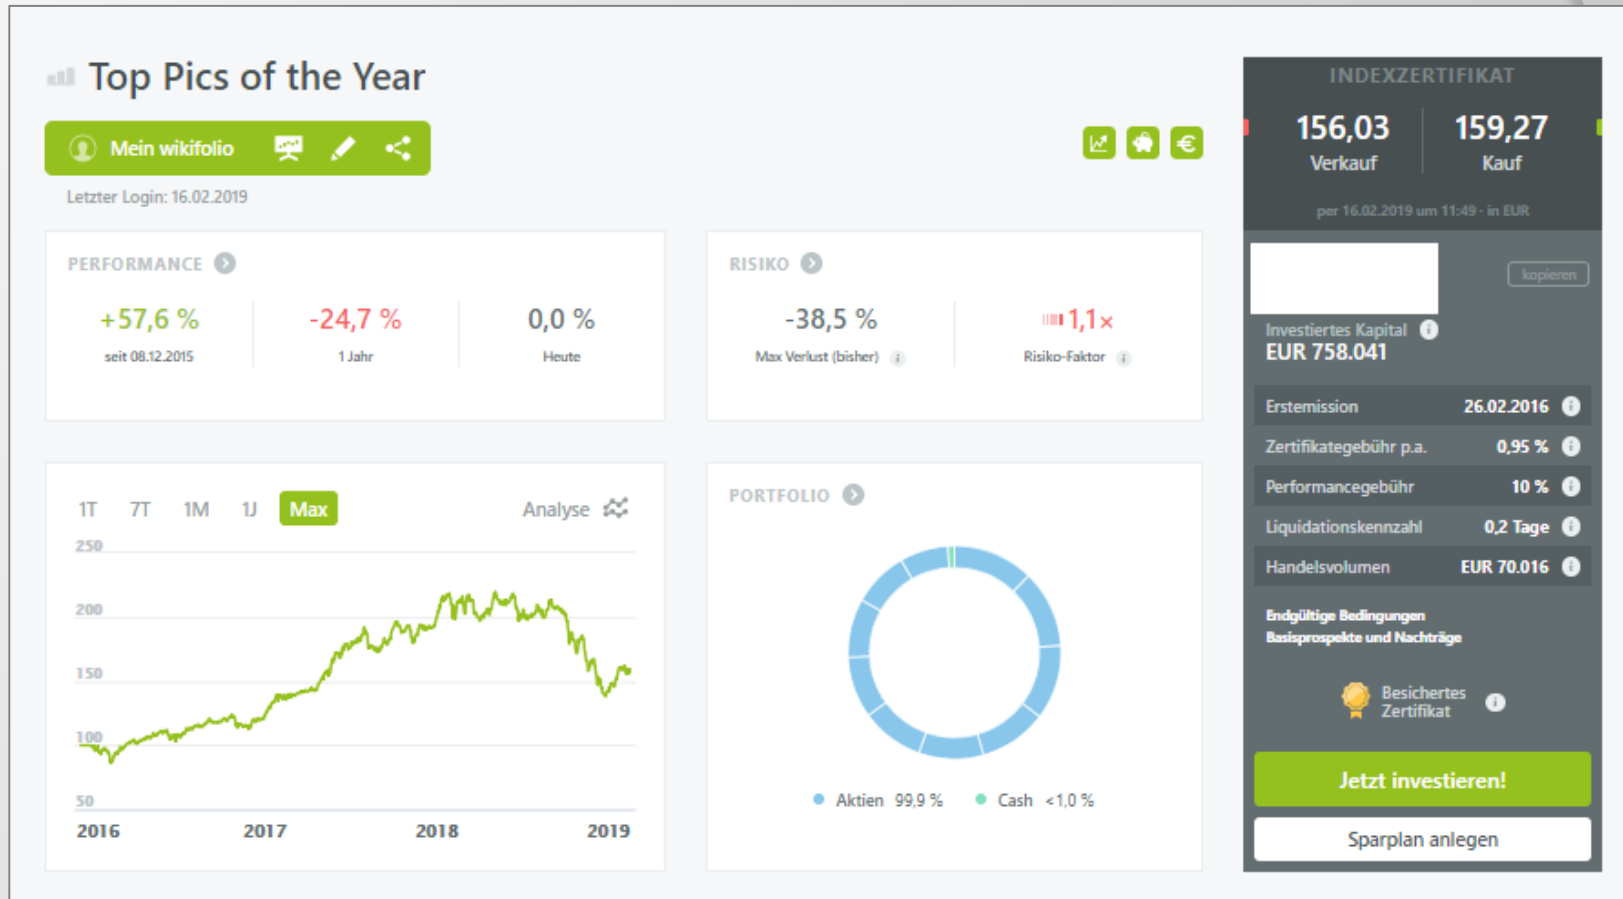 Top Pics of the Year
Mein wikifolio
Letzter Login: 16.02.2019
PERFORMANCE
+57,6 %
seit 08.12.2015
-24,7 %
1 Jahr
0,0 %
Heute
RISIKO
-38,5 %
Max Verlust (bisher)
1,1×
Risiko-Faktor
1T 7T 1M 1J Max Analyse
250
200
150
100
50
2016 2017 2018 2019
PORTFOLIO
Aktien 99,9 % Cash <1,0 %
INDEXZERTIFIKAT
156,03 159,27
Verkauf Kauf
per 16.02.2019 um 11:49 - in EUR
kopieren
Investiertes Kapital
EUR 758.041
Erstemission 26.02.2016
Zertifikategebühr p.a. 0,95 %
Performancegebühr 10 %
Liquidationskennzahl 0,2 Tage
Handelsvolumen EUR 70.016
Endgültige Bedingungen
Basisprospekte und Nachträge
Besichertes
Zertifikat
Jetzt investieren!
Sparplan anlegen